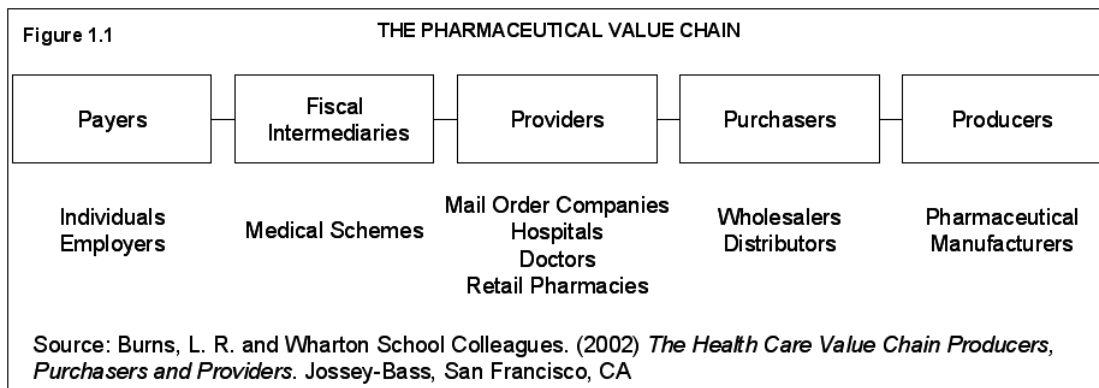 Figure 1.1
THE PHARMACEUTICAL VALUE CHAIN
Payers
Fiscal
Intermediaries
Providers
Purchasers
Producers
Individuals
Employers
Medical Schemes
Mail Order Companies
Hospitals
Doctors
Retail Pharmacies
Wholesalers
Distributors
Pharmaceutical
Manufacturers
Source: Burns, L. R. and Wharton School Colleagues. (2002) The Health Care Value Chain Producers,
Purchasers and Providers. Jossey-Bass, San Francisco, CA